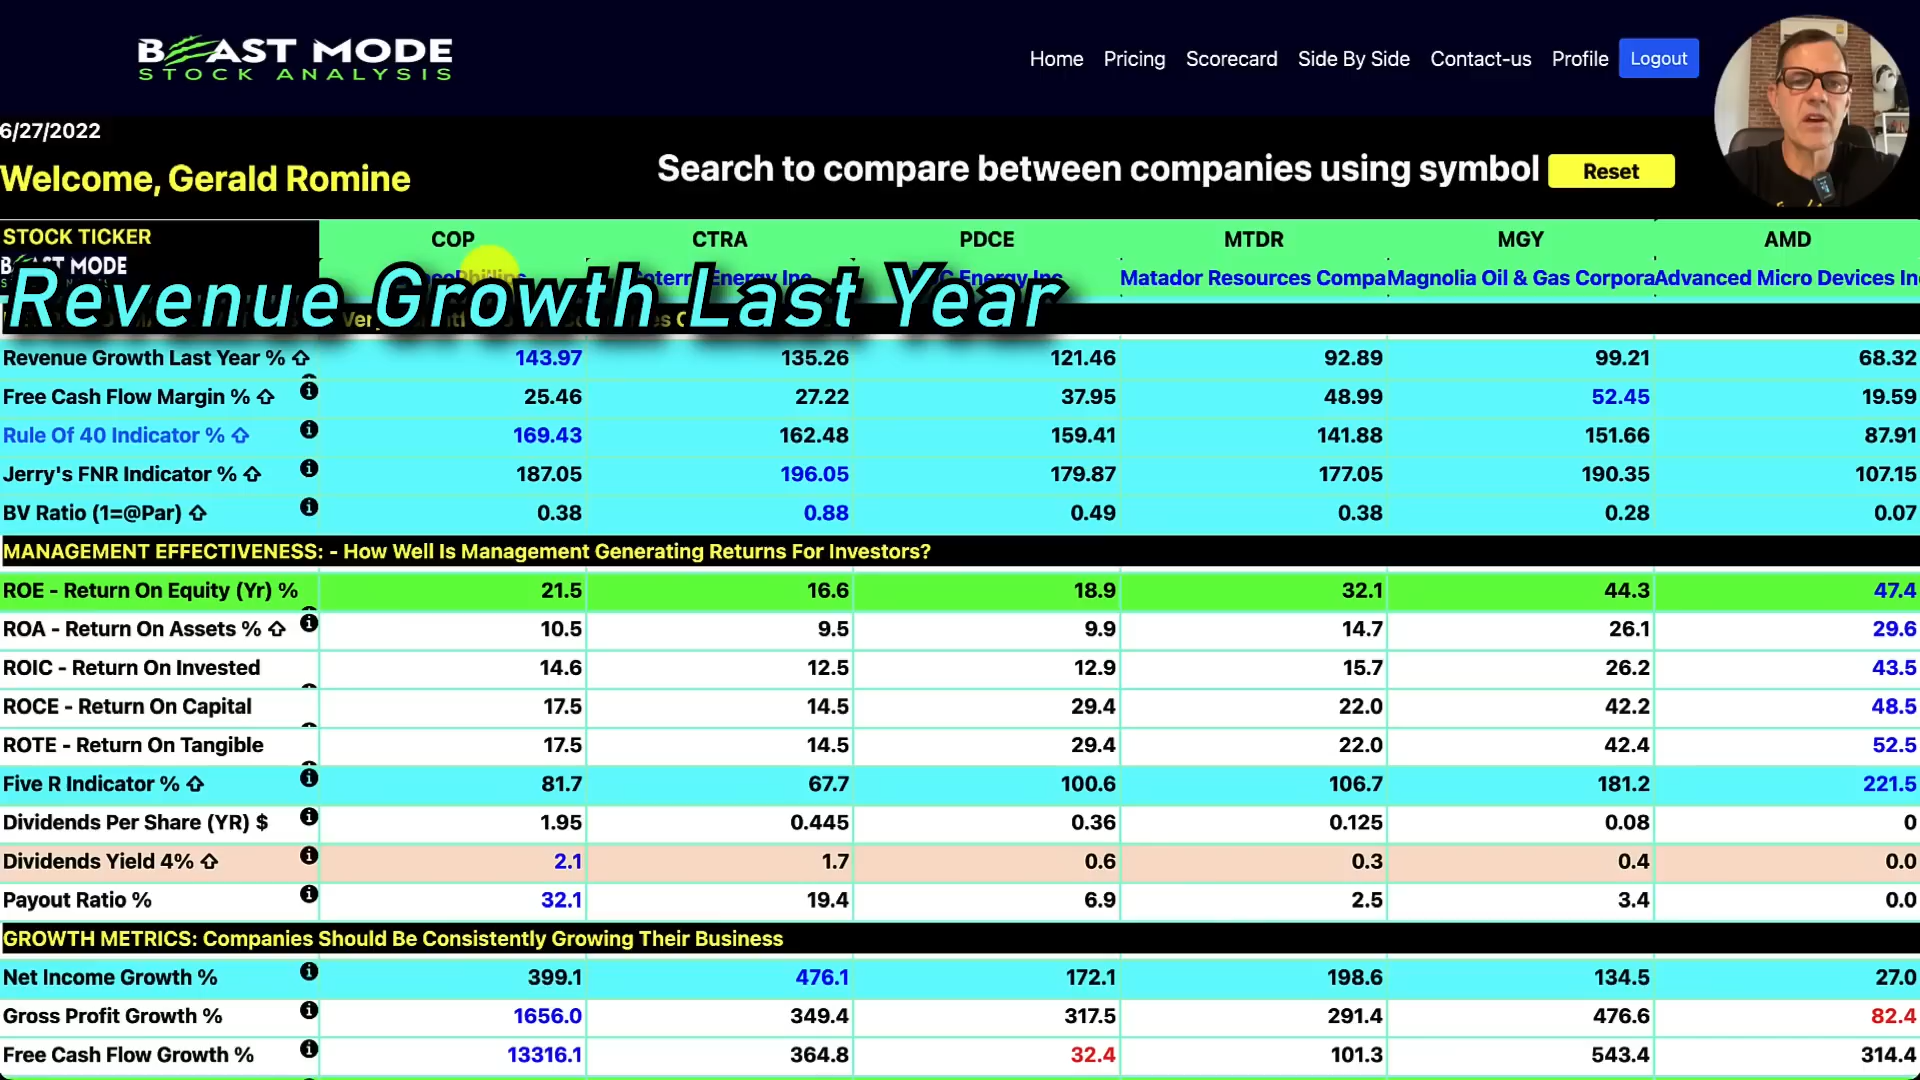 BEAST MODE
STOCK ANALYSIS
Home Pricing Scorecard Side By Side Contact-us Profile Logout
6/27/2022
Welcome, Gerald Romine
Search to compare between companies using symbol Reset
STOCK TICKER COP CTRA PDCE MTDR MGY AMD
BEAST MODE Matador Resources Compa Magnolia Oil & Gas Corpora Advanced Micro Devices In
Revenue Growth Last Year
Revenue Growth Last Year % 143.97 135.26 121.46 92.89 99.21 68.32
Free Cash Flow Margin % 25.46 27.22 37.95 48.99 52.45 19.59
Rule Of 40 Indicator % 169.43 162.48 159.41 141.88 151.66 87.91
Jerry's FNR Indicator % 187.05 196.05 179.87 177.05 190.35 107.15
BV Ratio (1=@Par) 0.38 0.88 0.49 0.38 0.28 0.07
MANAGEMENT EFFECTIVENESS: - How Well Is Management Generating Returns For Investors?
ROE - Return On Equity (Yr) % 21.5 16.6 18.9 32.1 44.3 47.4
ROA - Return On Assets % 10.5 9.5 9.9 14.7 26.1 29.6
ROIC - Return On Invested 14.6 12.5 12.9 15.7 26.2 43.5
ROCE - Return On Capital 17.5 14.5 29.4 22.0 42.2 48.5
ROTE - Return On Tangible 17.5 14.5 29.4 22.0 42.4 52.5
Five R Indicator % 81.7 67.7 100.6 106.7 181.2 221.5
Dividends Per Share (YR) $ 1.95 0.445 0.36 0.125 0.08 0
Dividends Yield 4% 2.1 1.7 0.6 0.3 0.4 0.0
Payout Ratio % 32.1 19.4 6.9 2.5 3.4 0.0
GROWTH METRICS: Companies Should Be Consistently Growing Their Business
Net Income Growth % 399.1 476.1 172.1 198.6 134.5 27.0
Gross Profit Growth % 1656.0 349.4 317.5 291.4 476.6 82.4
Free Cash Flow Growth % 13316.1 364.8 32.4 101.3 543.4 314.4